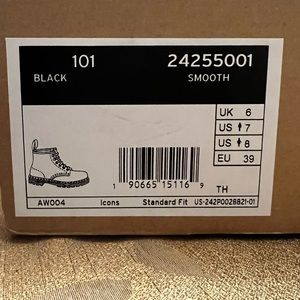 101 24255001
BLACK SMOOTH
UK 6
US 7
US 8
EU 39
1 90665 15116 9
TH
AW004 Icons Standard Fit US-242P0028821-01